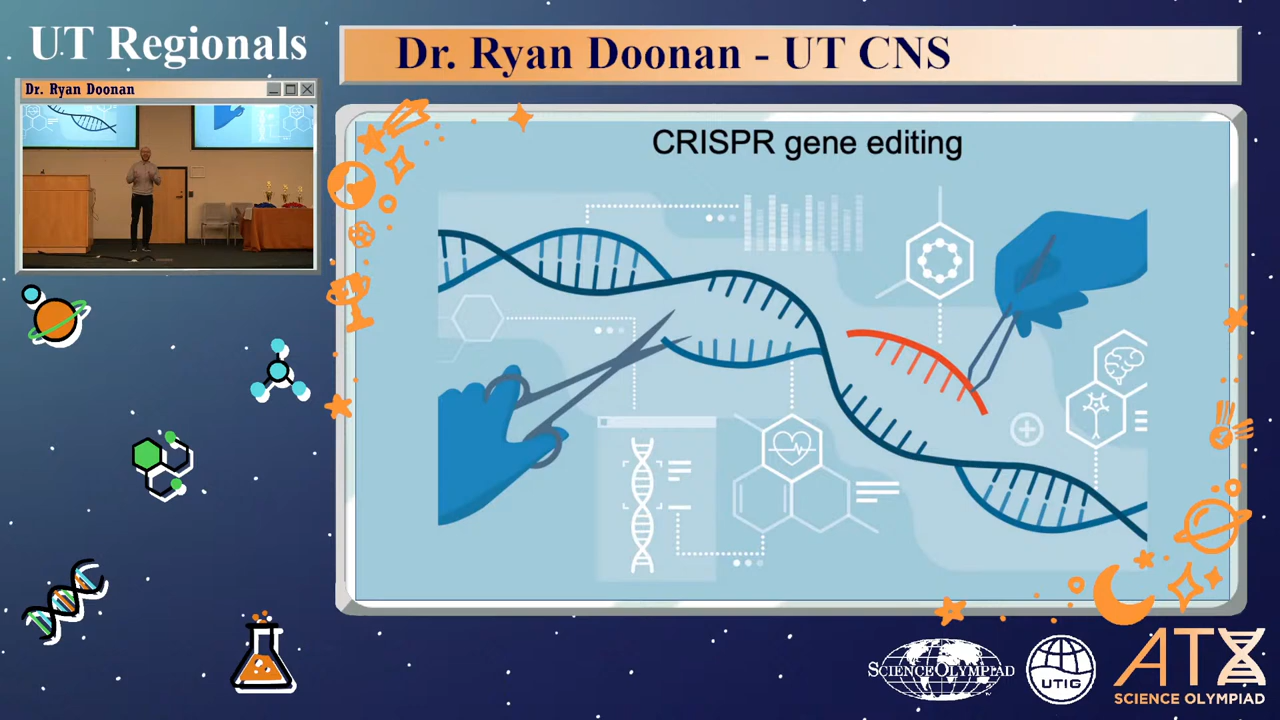 UT Regionals
Dr. Ryan Doonan - UT CNS
Dr. Ryan Doonan
CRISPR gene editing
SCIENCE OLYMPIAD
UTIG
ATX
SCIENCE OLYMPIAD